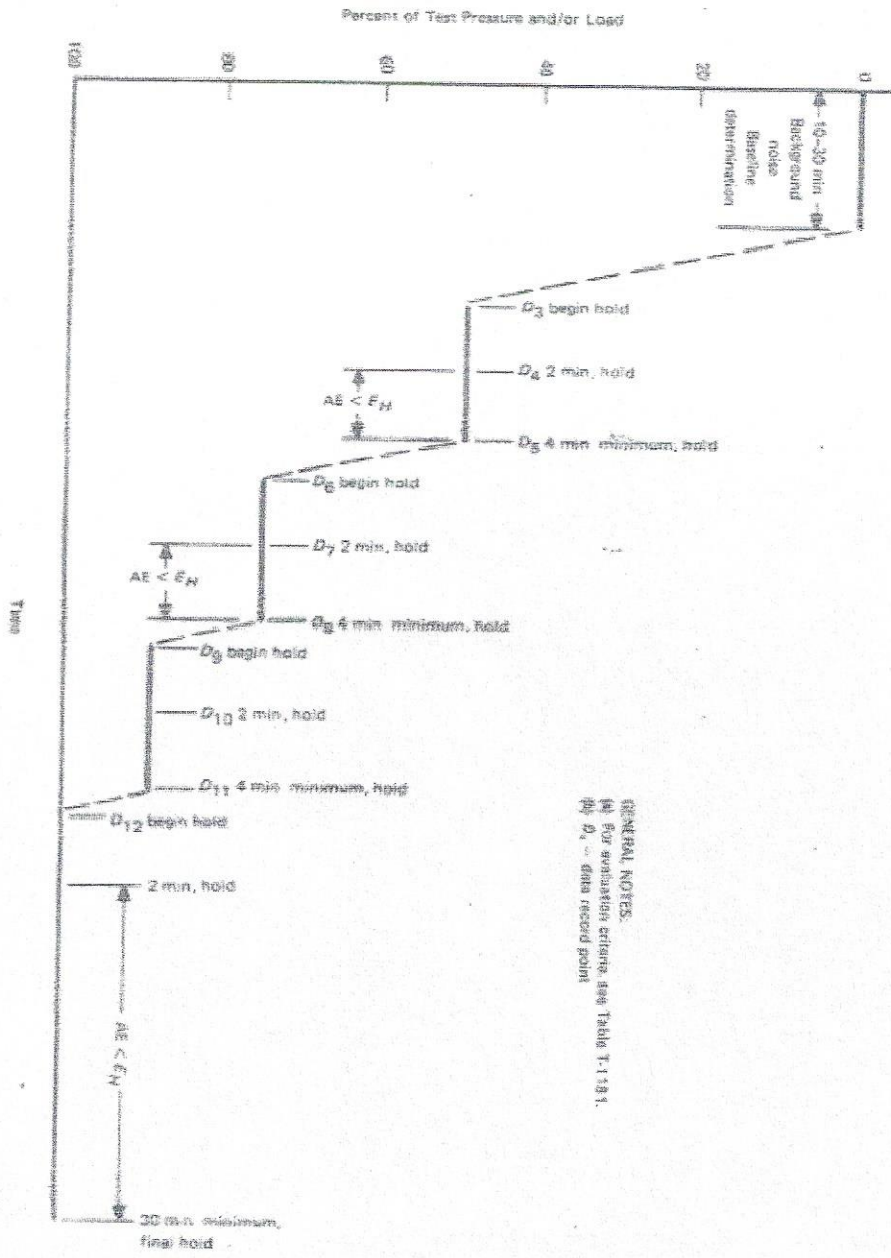 Percent of Test Pressure and/or Load
100
80
60
40
20
0
10–30 min
Background
noise
Baseline
determination
D3 begin hold
D4 2 min, hold
AE < EH
D5 4 min minimum, hold
D6 begin hold
D7 2 min, hold
AE < EH
D8 4 min minimum, hold
D9 begin hold
D10 2 min, hold
D11 4 min minimum, hold
D12 begin hold
2 min, hold
AE < EH
30 min minimum,
final hold
Time
GENERAL NOTES:
(a) For evaluation criteria, see Table T-1181.
(b) Dx – data record point